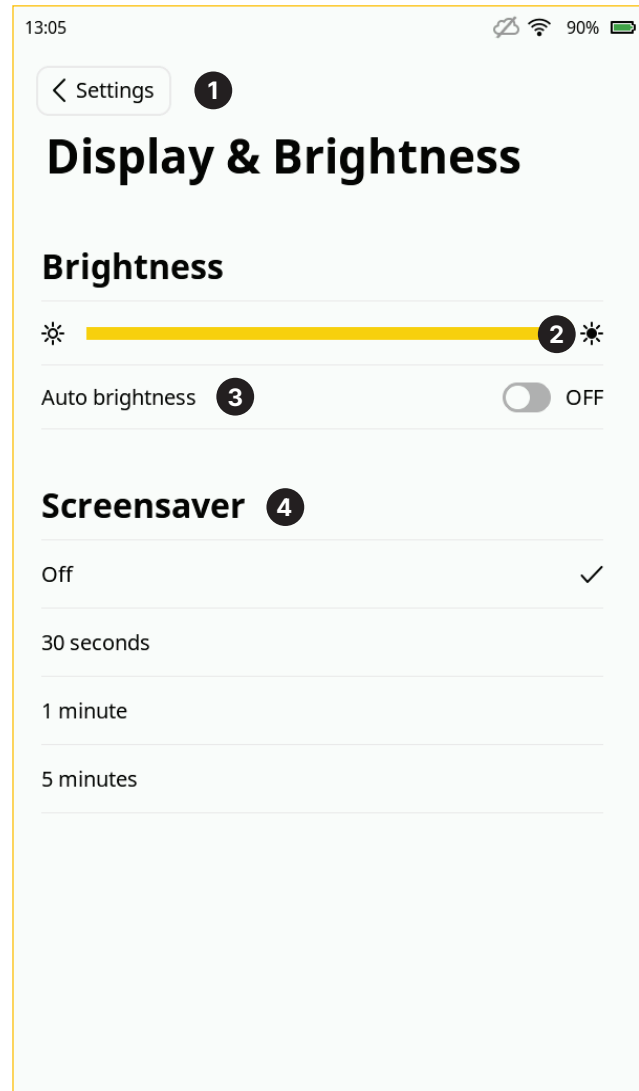 13:05 90%
Settings 1
Display & Brightness
Brightness
2
Auto brightness 3 OFF
Screensaver 4
Off
30 seconds
1 minute
5 minutes